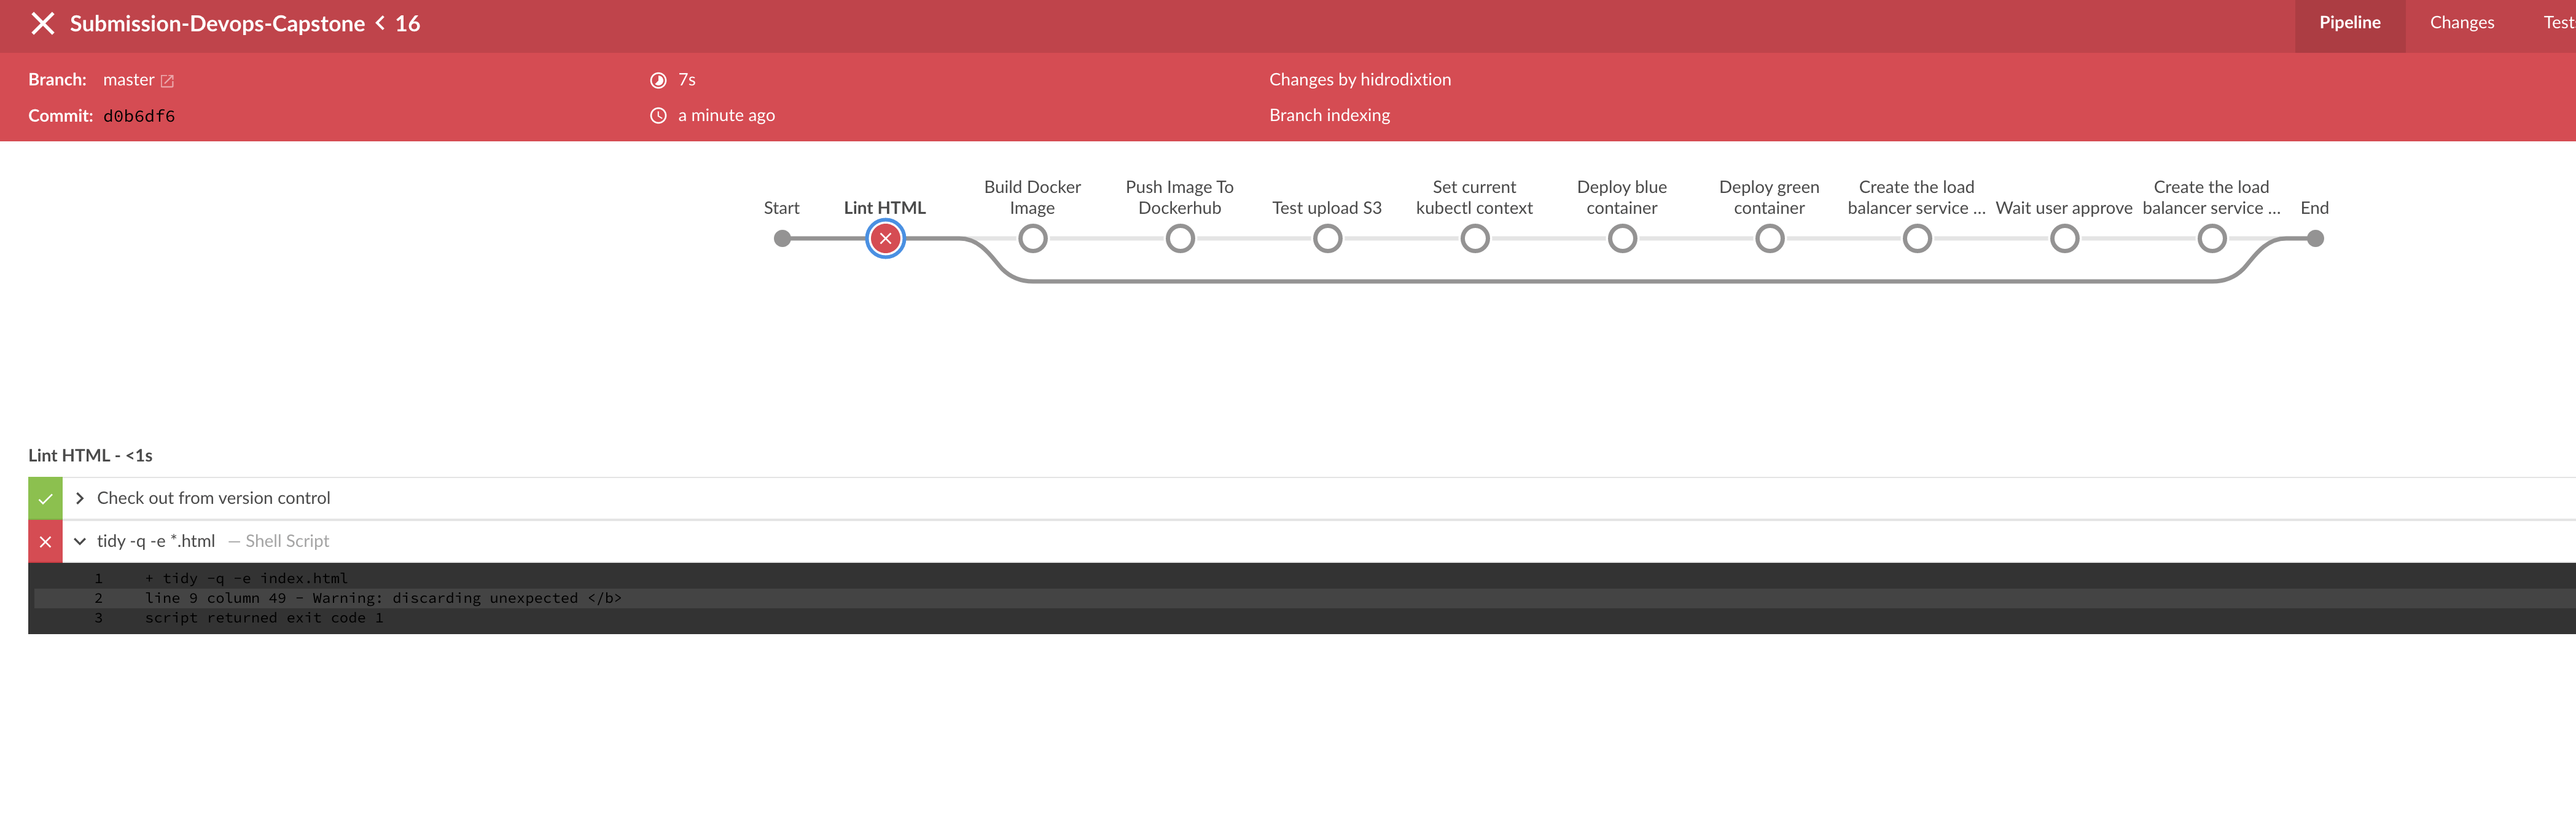 Submission-Devops-Capstone < 16
Pipeline
Changes
Branch: master
7s
Changes by hidrodixtion
Commit: d0b6df6
a minute ago
Branch indexing
Start
Lint HTML
Build Docker
Image
Push Image To
Dockerhub
Test upload S3
Set current
kubectl context
Deploy blue
container
Deploy green
container
Create the load
balancer service ...
Wait user approve
Create the load
balancer service ...
End
Lint HTML - <1s
Check out from version control
tidy -q -e *.html — Shell Script
1 + tidy -q -e index.html
2 line 9 column 49 - Warning: discarding unexpected </b>
3 script returned exit code 1